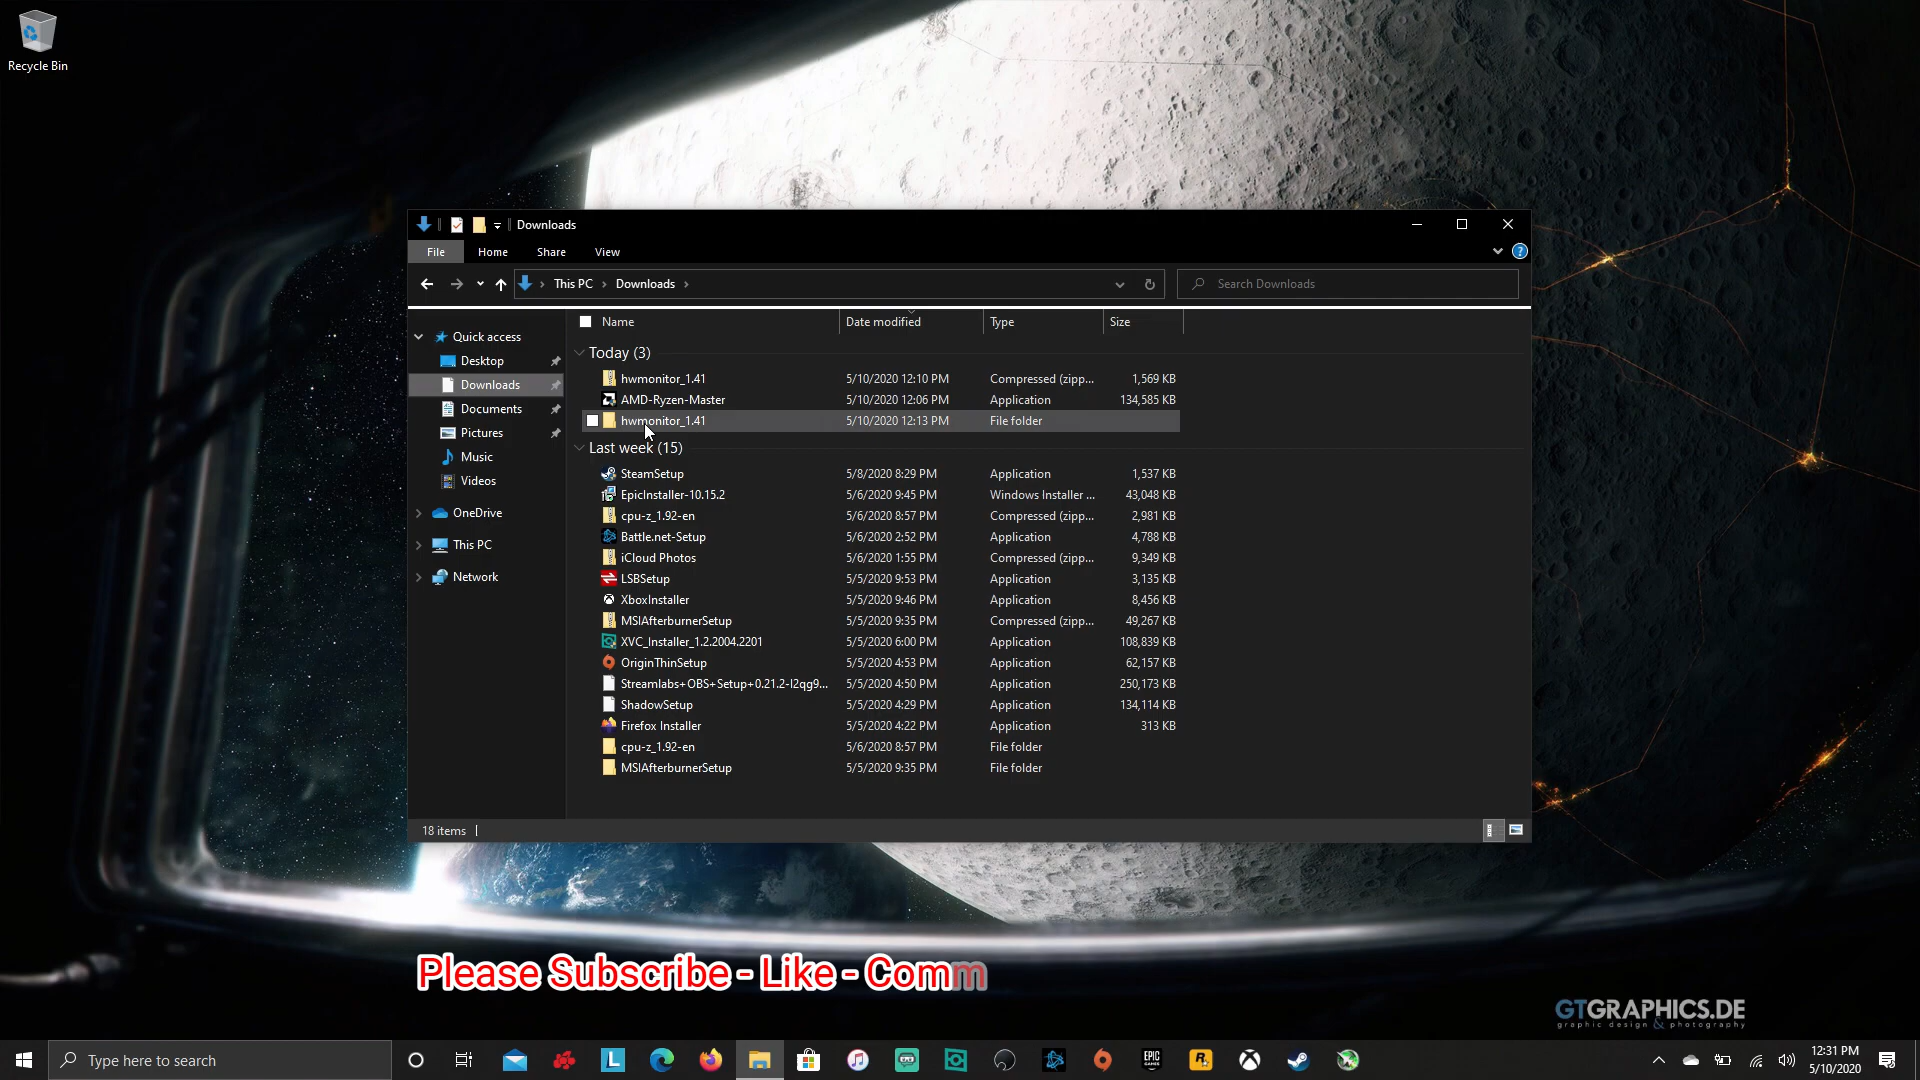 Recycle Bin
Downloads
File Home Share View
This PC Downloads
Search Downloads
Name Date modified Type Size
Quick access
Desktop
Downloads
Documents
Pictures
Music
Videos
OneDrive
This PC
Network
Today (3)
hwmonitor_1.41 5/10/2020 12:10 PM Compressed (zipp... 1,569 KB
AMD-Ryzen-Master 5/10/2020 12:06 PM Application 134,585 KB
hwmonitor_1.41 5/10/2020 12:13 PM File folder
Last week (15)
SteamSetup 5/8/2020 8:29 PM Application 1,537 KB
EpicInstaller-10.15.2 5/6/2020 9:45 PM Windows Installer ... 43,048 KB
cpu-z_1.92-en 5/6/2020 8:57 PM Compressed (zipp... 2,981 KB
Battle.net-Setup 5/6/2020 2:52 PM Application 4,788 KB
iCloud Photos 5/6/2020 1:55 PM Compressed (zipp... 9,349 KB
LSBSetup 5/5/2020 9:53 PM Application 3,135 KB
XboxInstaller 5/5/2020 9:46 PM Application 8,456 KB
MSIAfterburnerSetup 5/5/2020 9:35 PM Compressed (zipp... 49,267 KB
XVC_Installer_1.2.2004.2201 5/5/2020 6:00 PM Application 108,839 KB
OriginThinSetup 5/5/2020 4:53 PM Application 62,157 KB
Streamlabs+OBS+Setup+0.21.2-l2qg9... 5/5/2020 4:50 PM Application 250,173 KB
ShadowSetup 5/5/2020 4:29 PM Application 134,114 KB
Firefox Installer 5/5/2020 4:22 PM Application 313 KB
cpu-z_1.92-en 5/6/2020 8:57 PM File folder
MSIAfterburnerSetup 5/5/2020 9:35 PM File folder
18 items
Please Subscribe - Like - Comm
GTGRAPHICS.DE
graphic design & photography
Type here to search
L
EPIC GAMES
R
12:31 PM
5/10/2020